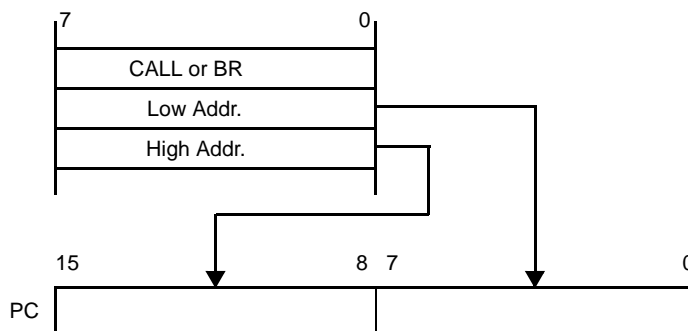 7 0
CALL or BR
Low Addr.
High Addr.
15 8 7 0
PC